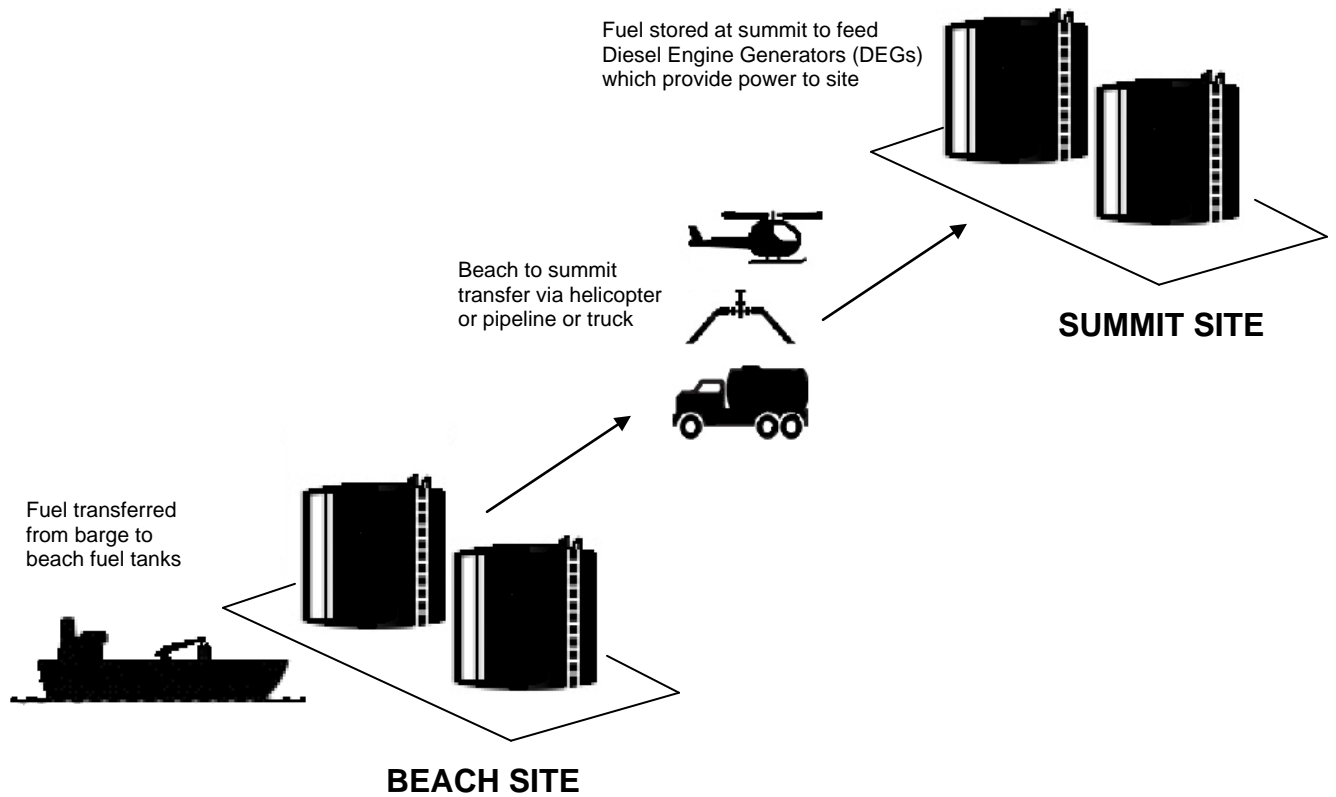 Fuel stored at summit to feed
Diesel Engine Generators (DEGs)
which provide power to site
SUMMIT SITE
Beach to summit
transfer via helicopter
or pipeline or truck
Fuel transferred
from barge to
beach fuel tanks
BEACH SITE